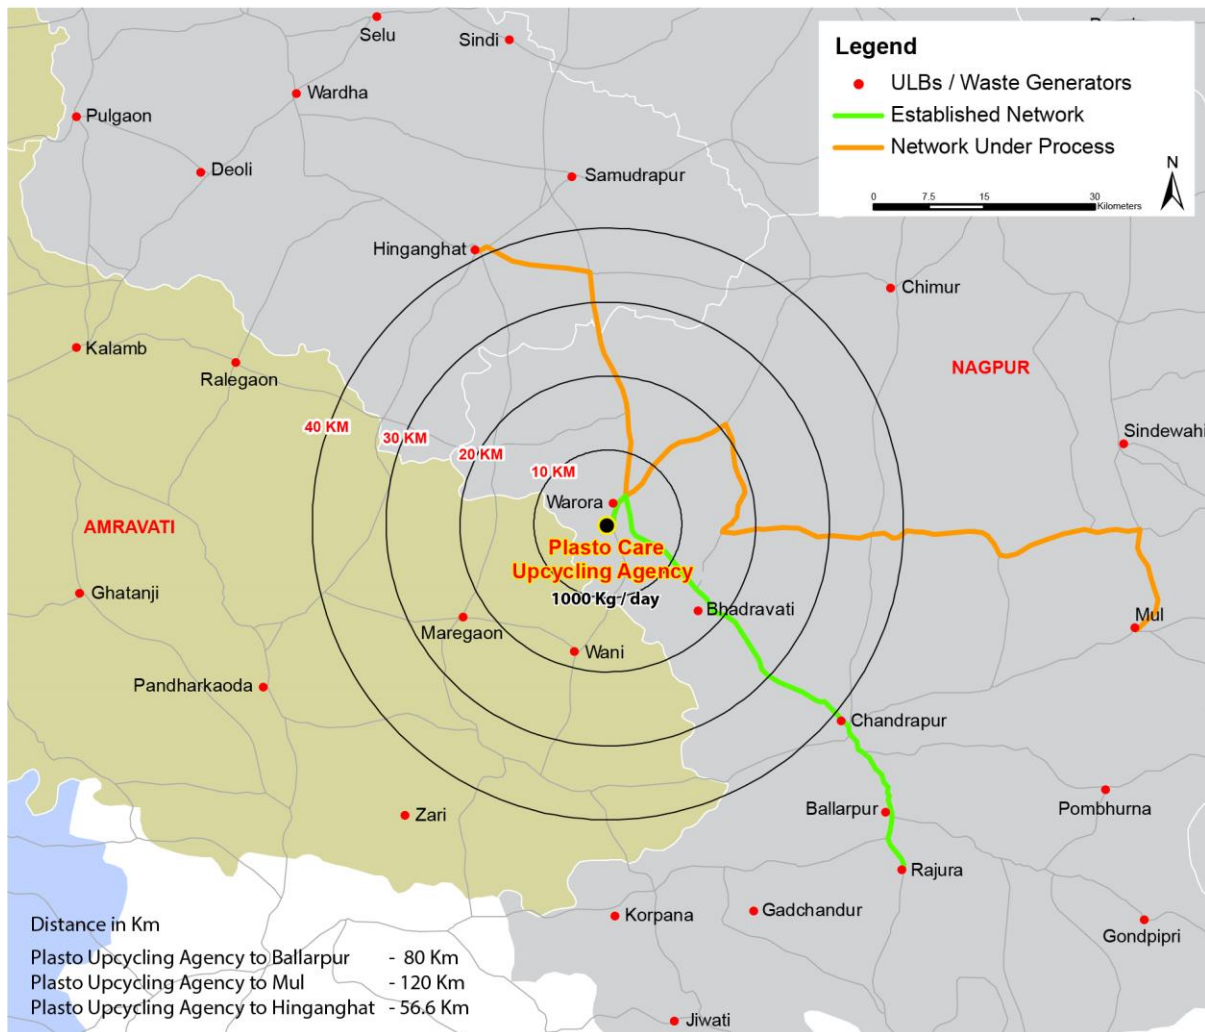 Selu
Sindi
Wardha
Pulgaon
Deoli
Samudrapur
Hinganghat
Legend
ULBs / Waste Generators
Established Network
Network Under Process
N
0 7.5 15 30
Kilometers
Chimur
Kalamb
Ralegaon
NAGPUR
40 KM
30 KM
20 KM
10 KM
Sindewahi
Warora
AMRAVATI
Plasto Care
Upcycling Agency
1000 Kg / day
Ghatanji
Maregaon
Bhadravati
Mul
Wani
Pandharkaoda
Chandrapur
Zari
Ballarpur
Pombhurna
Rajura
Korpana
Gadchandur
Gondpipri
Jiwati
Distance in Km
Plasto Upcycling Agency to Ballarpur - 80 Km
Plasto Upcycling Agency to Mul - 120 Km
Plasto Upcycling Agency to Hinganghat - 56.6 Km